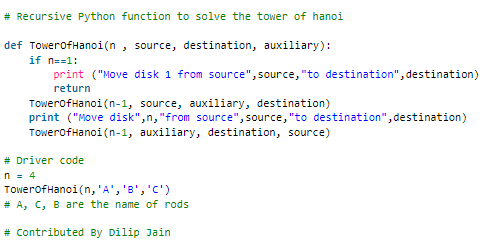 # Recursive Python function to solve the tower of hanoi
def TowerOfHanoi(n , source, destination, auxiliary):
    if n==1:
        print ("Move disk 1 from source",source,"to destination",destination)
        return
    TowerOfHanoi(n-1, source, auxiliary, destination)
    print ("Move disk",n,"from source",source,"to destination",destination)
    TowerOfHanoi(n-1, auxiliary, destination, source)
# Driver code
n = 4
TowerOfHanoi(n,'A','B','C')
# A, C, B are the name of rods
# Contributed By Dilip Jain